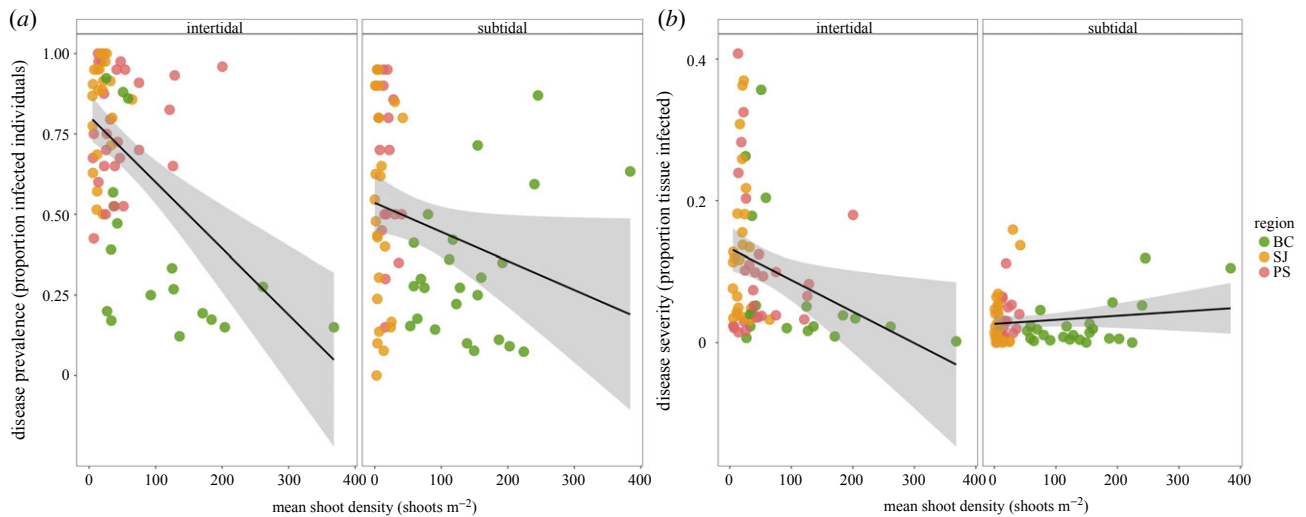 (a)
intertidal
subtidal
disease prevalence (proportion infected individuals)
1.00
0.75
0.50
0.25
0
0 100 200 300 400 0 100 200 300 400
mean shoot density (shoots m⁻²)
(b)
intertidal
subtidal
disease severity (proportion tissue infected)
0.4
0.2
0
0 100 200 300 400 0 100 200 300 400
mean shoot density (shoots m⁻²)
region
BC
SJ
PS